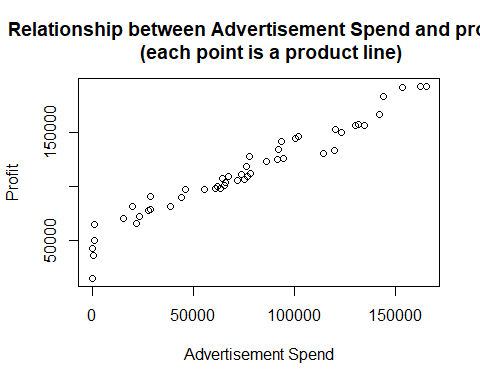 Relationship between Advertisement Spend and pro
(each point is a product line)
150000
50000
Profit
0 50000 100000 150000
Advertisement Spend